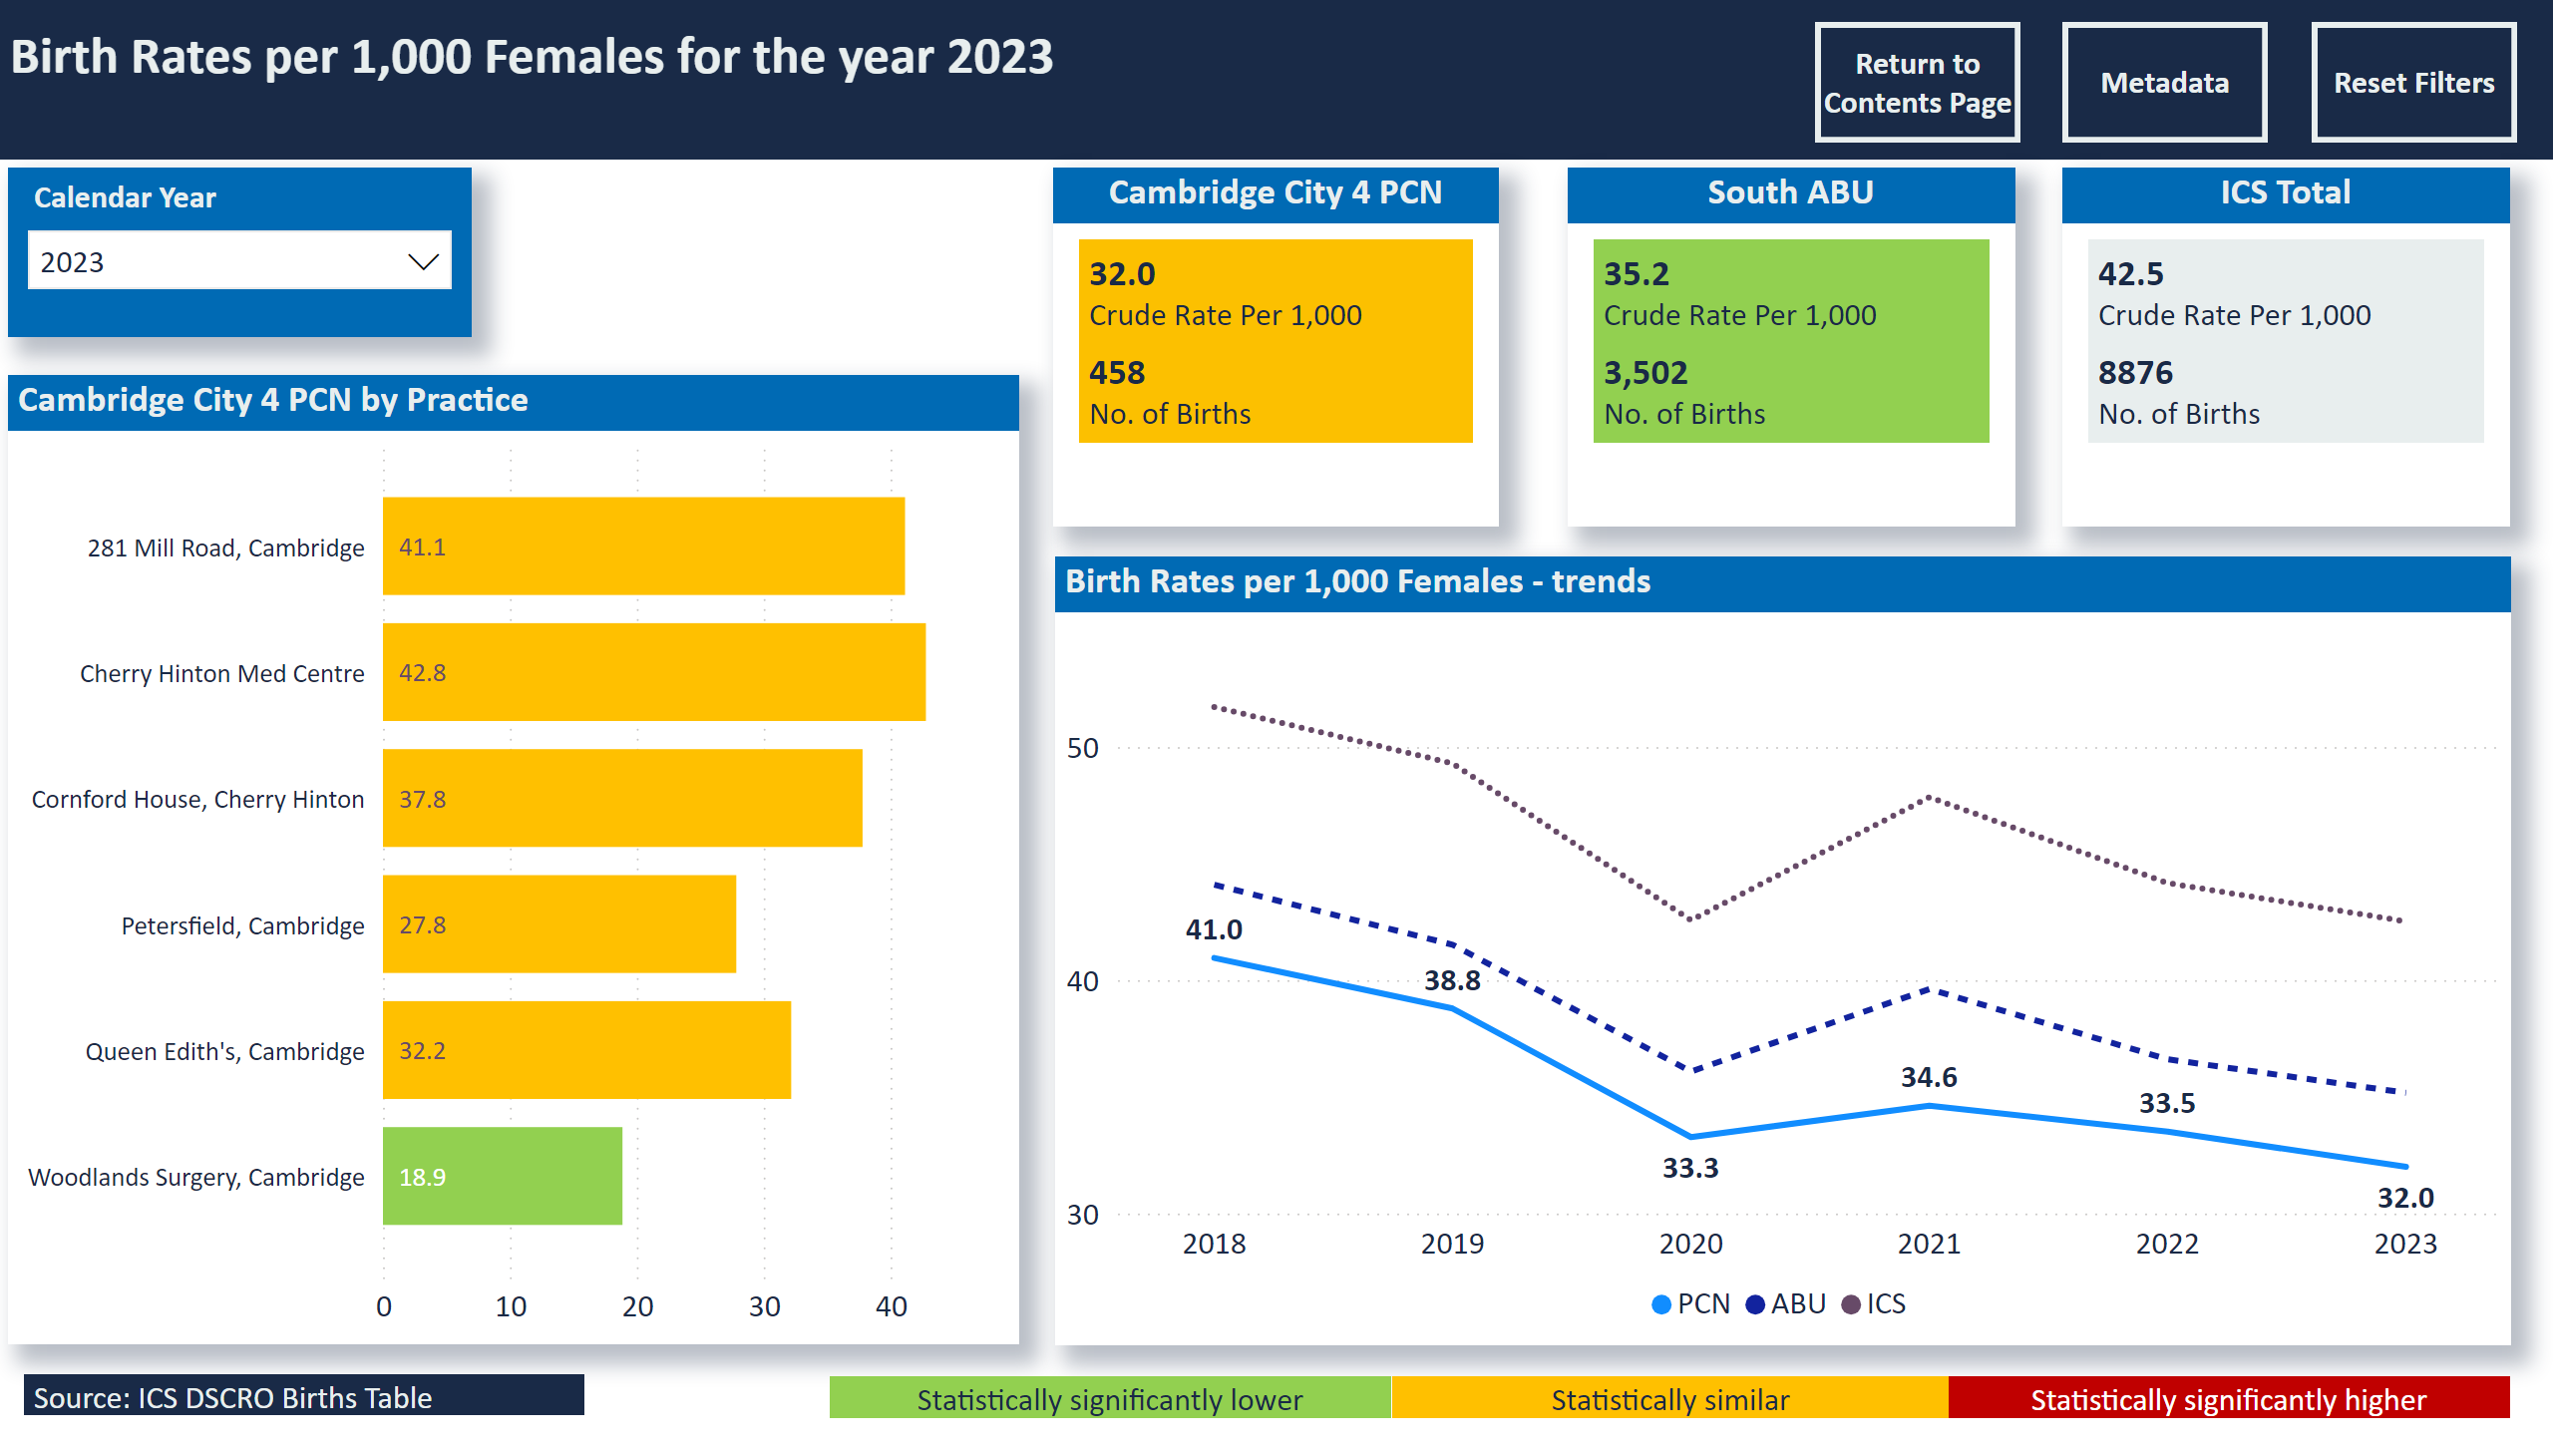 Birth Rates per 1,000 Females for the year 2023
Return to
Contents Page
Metadata
Reset Filters
Calendar Year
2023
Cambridge City 4 PCN
32.0
Crude Rate Per 1,000
458
No. of Births
South ABU
35.2
Crude Rate Per 1,000
3,502
No. of Births
ICS Total
42.5
Crude Rate Per 1,000
8876
No. of Births
Cambridge City 4 PCN by Practice
281 Mill Road, Cambridge 41.1
Cherry Hinton Med Centre 42.8
Cornford House, Cherry Hinton 37.8
Petersfield, Cambridge 27.8
Queen Edith's, Cambridge 32.2
Woodlands Surgery, Cambridge 18.9
0 10 20 30 40
Birth Rates per 1,000 Females - trends
50
40
30
41.0
38.8
33.3
34.6
33.5
32.0
2018 2019 2020 2021 2022 2023
PCN ABU ICS
Source: ICS DSCRO Births Table
Statistically significantly lower
Statistically similar
Statistically significantly higher